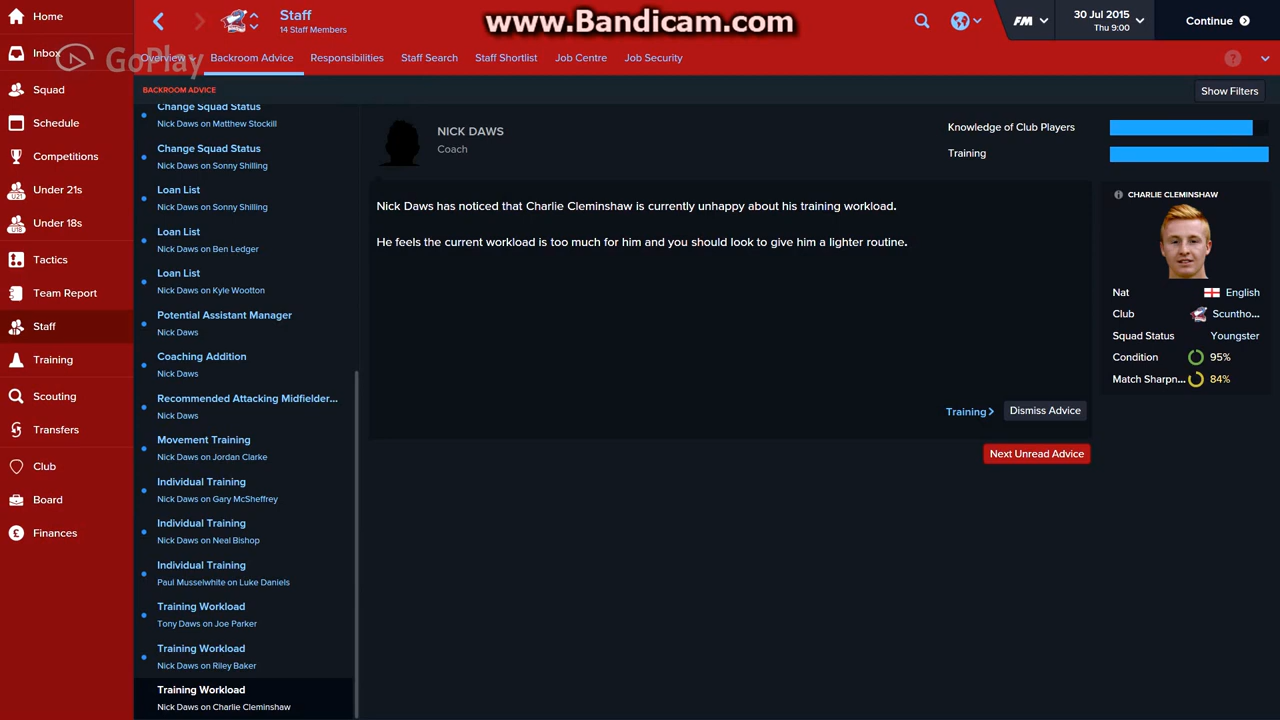 Home
Staff
14 Staff Members
www.Bandicam.com
FM
30 Jul 2015
Thu 9:00
Continue
Inbox
GoPlay
Overview
Backroom Advice
Responsibilities
Staff Search
Staff Shortlist
Job Centre
Job Security
?
Squad
Schedule
Competitions
U21
Under 21s
U18
Under 18s
Tactics
Team Report
Staff
Training
Scouting
Transfers
Club
Board
£
Finances
BACKROOM ADVICE
Show Filters
Change Squad Status
Nick Daws on Matthew Stockill
Change Squad Status
Nick Daws on Sonny Shilling
Loan List
Nick Daws on Sonny Shilling
Loan List
Nick Daws on Ben Ledger
Loan List
Nick Daws on Kyle Wootton
Potential Assistant Manager
Nick Daws
Coaching Addition
Nick Daws
Recommended Attacking Midfielder...
Nick Daws
Movement Training
Nick Daws on Jordan Clarke
Individual Training
Nick Daws on Gary McSheffrey
Individual Training
Nick Daws on Neal Bishop
Individual Training
Paul Musselwhite on Luke Daniels
Training Workload
Tony Daws on Joe Parker
Training Workload
Nick Daws on Riley Baker
Training Workload
Nick Daws on Charlie Cleminshaw
NICK DAWS
Coach
Knowledge of Club Players
Training
Nick Daws has noticed that Charlie Cleminshaw is currently unhappy about his training workload.
He feels the current workload is too much for him and you should look to give him a lighter routine.
Training
Dismiss Advice
Next Unread Advice
CHARLIE CLEMINSHAW
Nat English
Club Scuntho...
Squad Status Youngster
Condition 95%
Match Sharpn... 84%